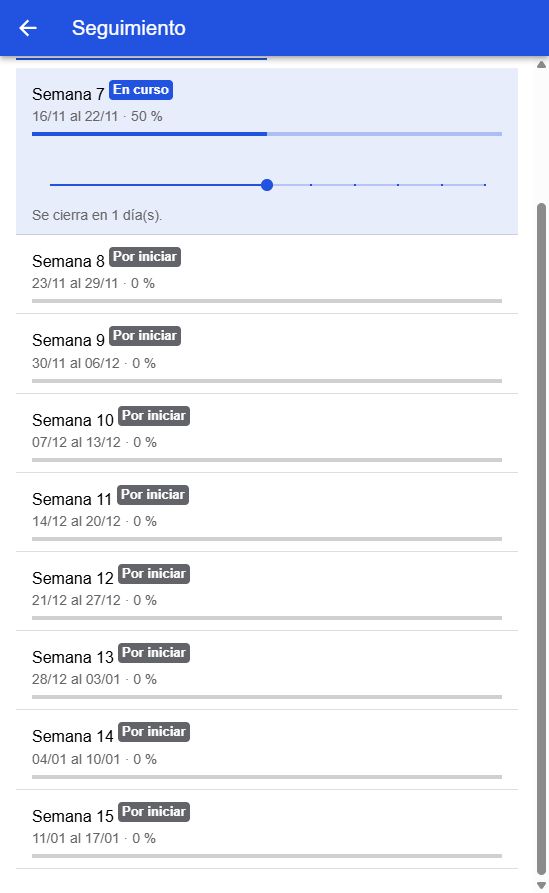 Seguimiento
Semana 7 En curso
16/11 al 22/11 · 50 %
Se cierra en 1 día(s).
Semana 8 Por iniciar
23/11 al 29/11 · 0 %
Semana 9 Por iniciar
30/11 al 06/12 · 0 %
Semana 10 Por iniciar
07/12 al 13/12 · 0 %
Semana 11 Por iniciar
14/12 al 20/12 · 0 %
Semana 12 Por iniciar
21/12 al 27/12 · 0 %
Semana 13 Por iniciar
28/12 al 03/01 · 0 %
Semana 14 Por iniciar
04/01 al 10/01 · 0 %
Semana 15 Por iniciar
11/01 al 17/01 · 0 %